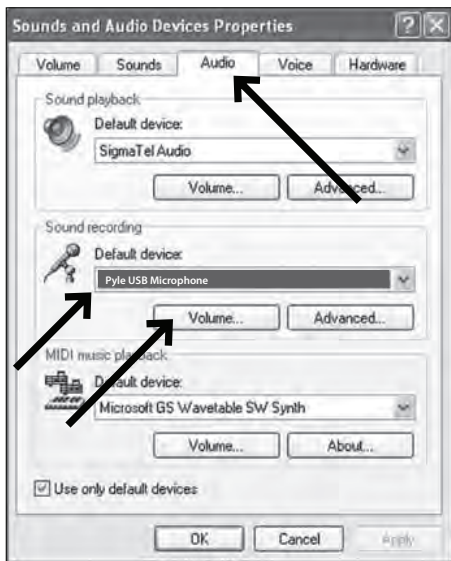 Sounds and Audio Devices Properties
Volume Sounds Audio Voice Hardware
Sound playback
Default device:
SigmaTel Audio
Volume... Advanced...
Sound recording
Default device:
Pyle USB Microphone
Volume... Advanced...
MIDI music playback
Default device:
Microsoft GS Wavetable SW Synth
Volume... About...
Use only default devices
OK Cancel Apply